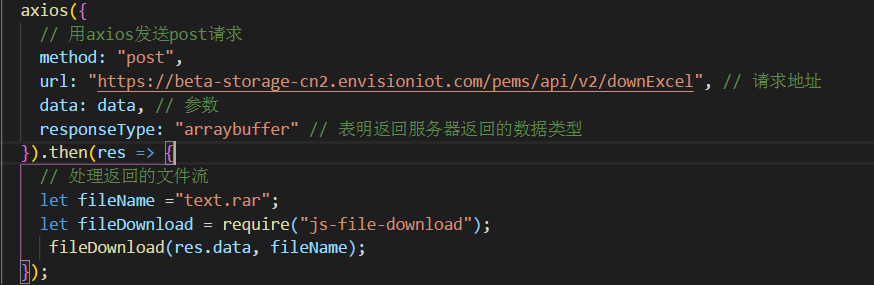 axios({
// 用axios发送post请求
method: "post",
url: "https://beta-storage-cn2.envisioniot.com/pems/api/v2/downExcel", // 请求地址
data: data, // 参数
responseType: "arraybuffer" // 表明返回服务器返回的数据类型
}).then(res => {
// 处理返回的文件流
let fileName ="text.rar";
let fileDownload = require("js-file-download");
fileDownload(res.data, fileName);
});